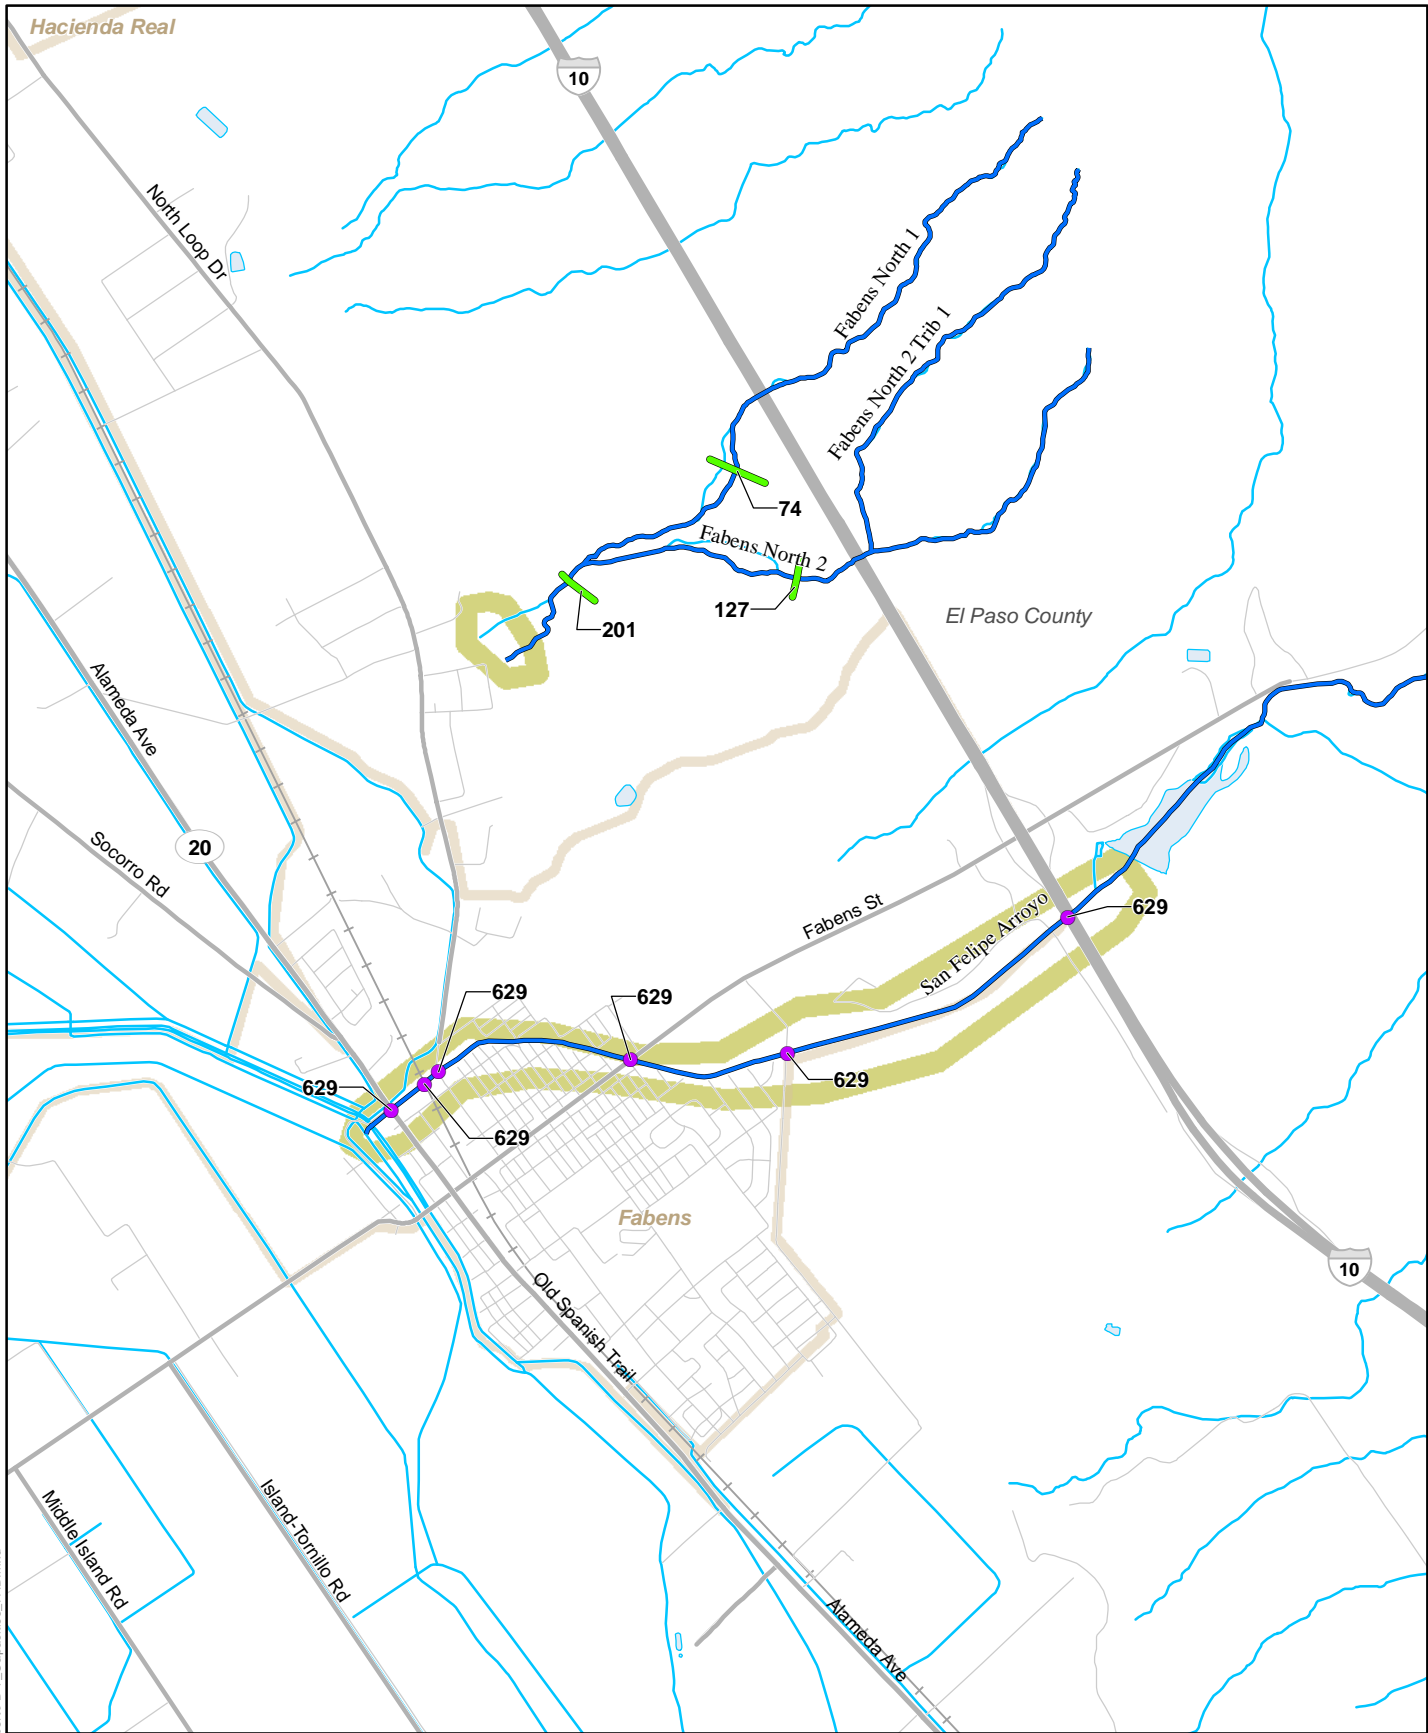 Hacienda Real
10
North Loop Dr
Fabens North 1
Fabens North 2 Trib 1
74
Fabens North 2
127
201
El Paso County
Alameda Ave
20
Socorro Rd
Fabens St
San Felipe Arroyo
629
629
629
629
629
629
Fabens
10
Old Spanish Trail
Middle Island Rd
Island-Tornillo Rd
Alameda Ave